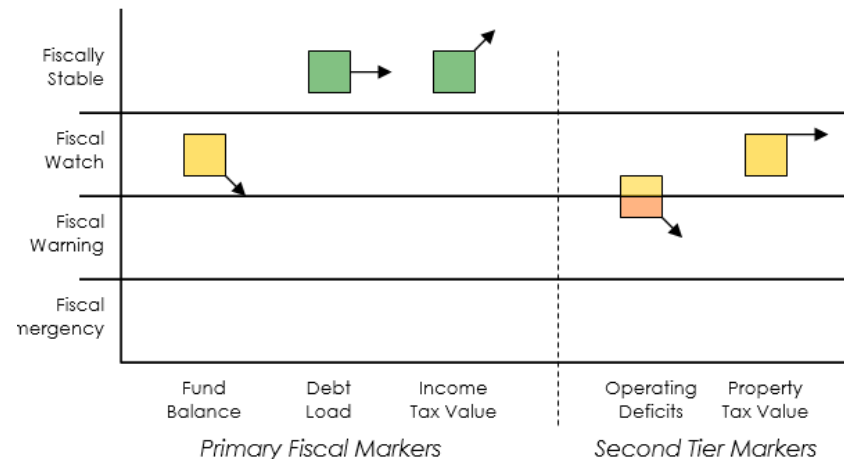 Fiscally
Stable
Fiscal
Watch
Fiscal
Warning
Fiscal
mergency
Fund
Balance
Debt
Load
Income
Tax Value
Operating
Deficits
Property
Tax Value
Primary Fiscal Markers
Second Tier Markers